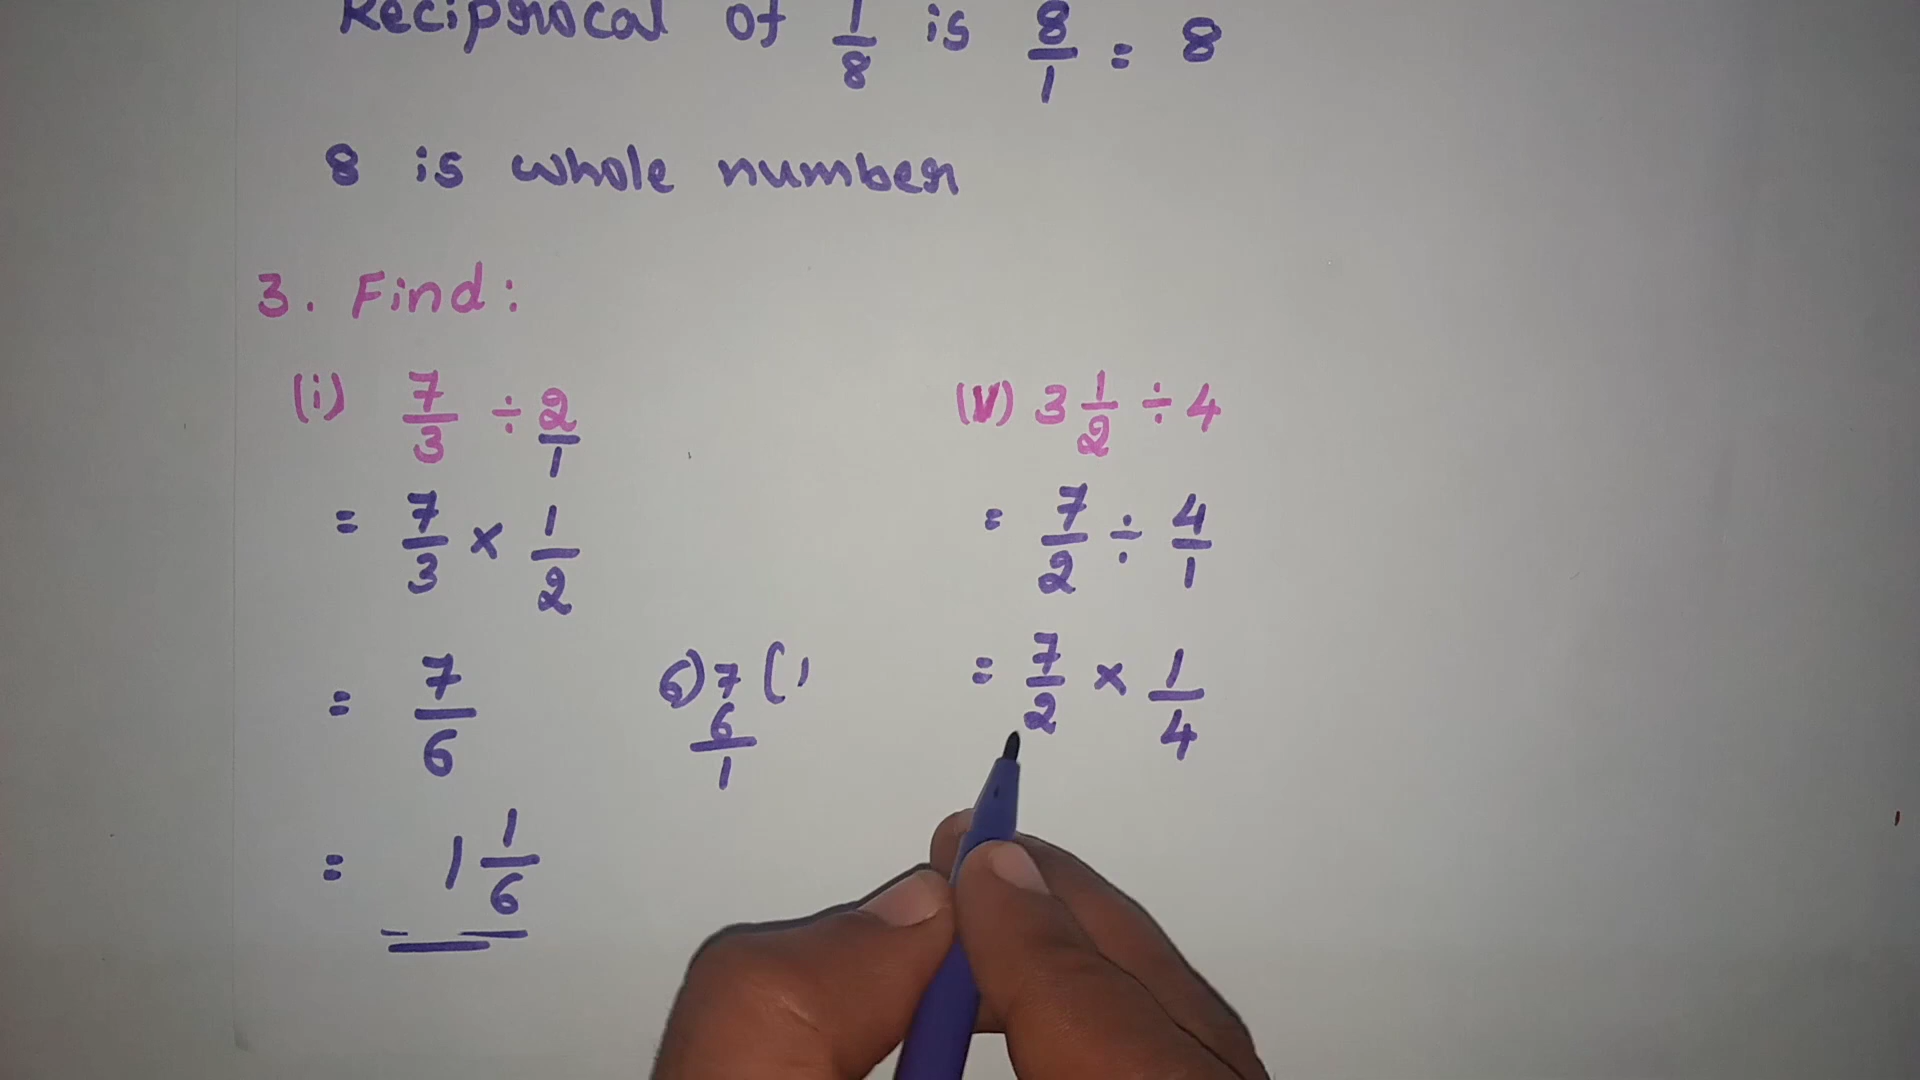 Reciprocal of 1/8 is 8/1 = 8
8 is whole number
3. Find:
(i) 7/3 ÷ 2/1
= 7/3 × 1/2
= 7/6
6)7(1
6
1
= 1 1/6
(V) 3 1/2 ÷ 4
= 7/2 ÷ 4/1
= 7/2 × 1/4